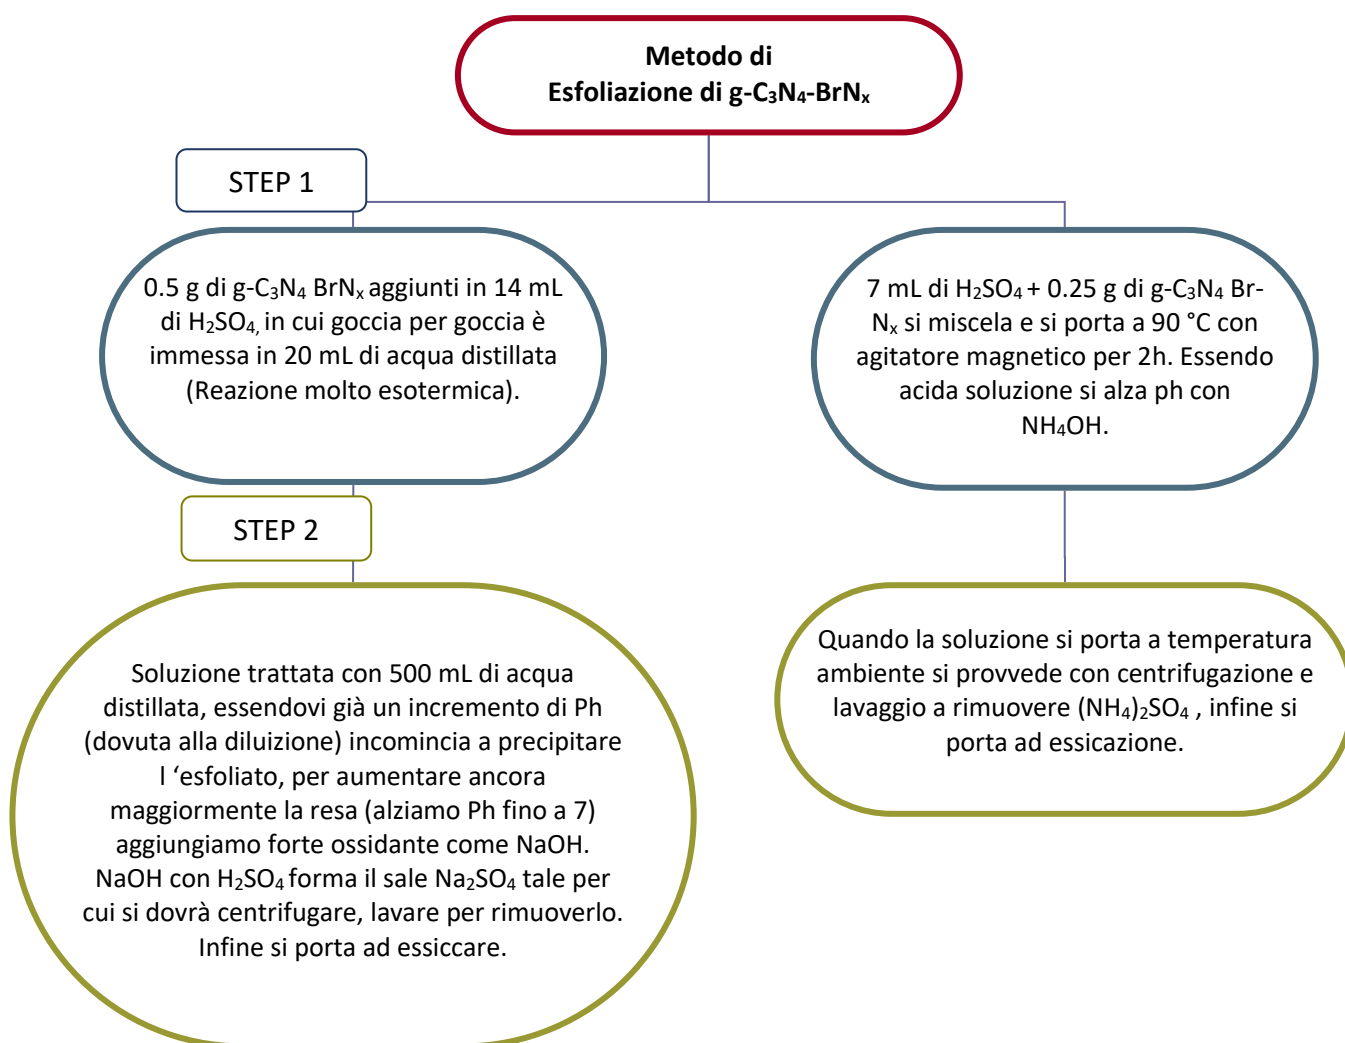 Metodo di
Esfoliazione di g-C₃N₄-BrNₓ
STEP 1
0.5 g di g-C₃N₄ BrNₓ aggiunti in 14 mL
di H₂SO₄, in cui goccia per goccia è
immessa in 20 mL di acqua distillata
(Reazione molto esotermica).
7 mL di H₂SO₄ + 0.25 g di g-C₃N₄ Br-
Nₓ si miscela e si porta a 90 °C con
agitatore magnetico per 2h. Essendo
acida soluzione si alza ph con
NH₄OH.
STEP 2
Soluzione trattata con 500 mL di acqua
distillata, essendovi già un incremento di Ph
(dovuta alla diluizione) incomincia a precipitare
l ‘esfoliato, per aumentare ancora
maggiormente la resa (alziamo Ph fino a 7)
aggiungiamo forte ossidante come NaOH.
NaOH con H₂SO₄ forma il sale Na₂SO₄ tale per
cui si dovrà centrifugare, lavare per rimuoverlo.
Infine si porta ad essiccare.
Quando la soluzione si porta a temperatura
ambiente si provvede con centrifugazione e
lavaggio a rimuovere (NH₄)₂SO₄ , infine si
porta ad essicazione.